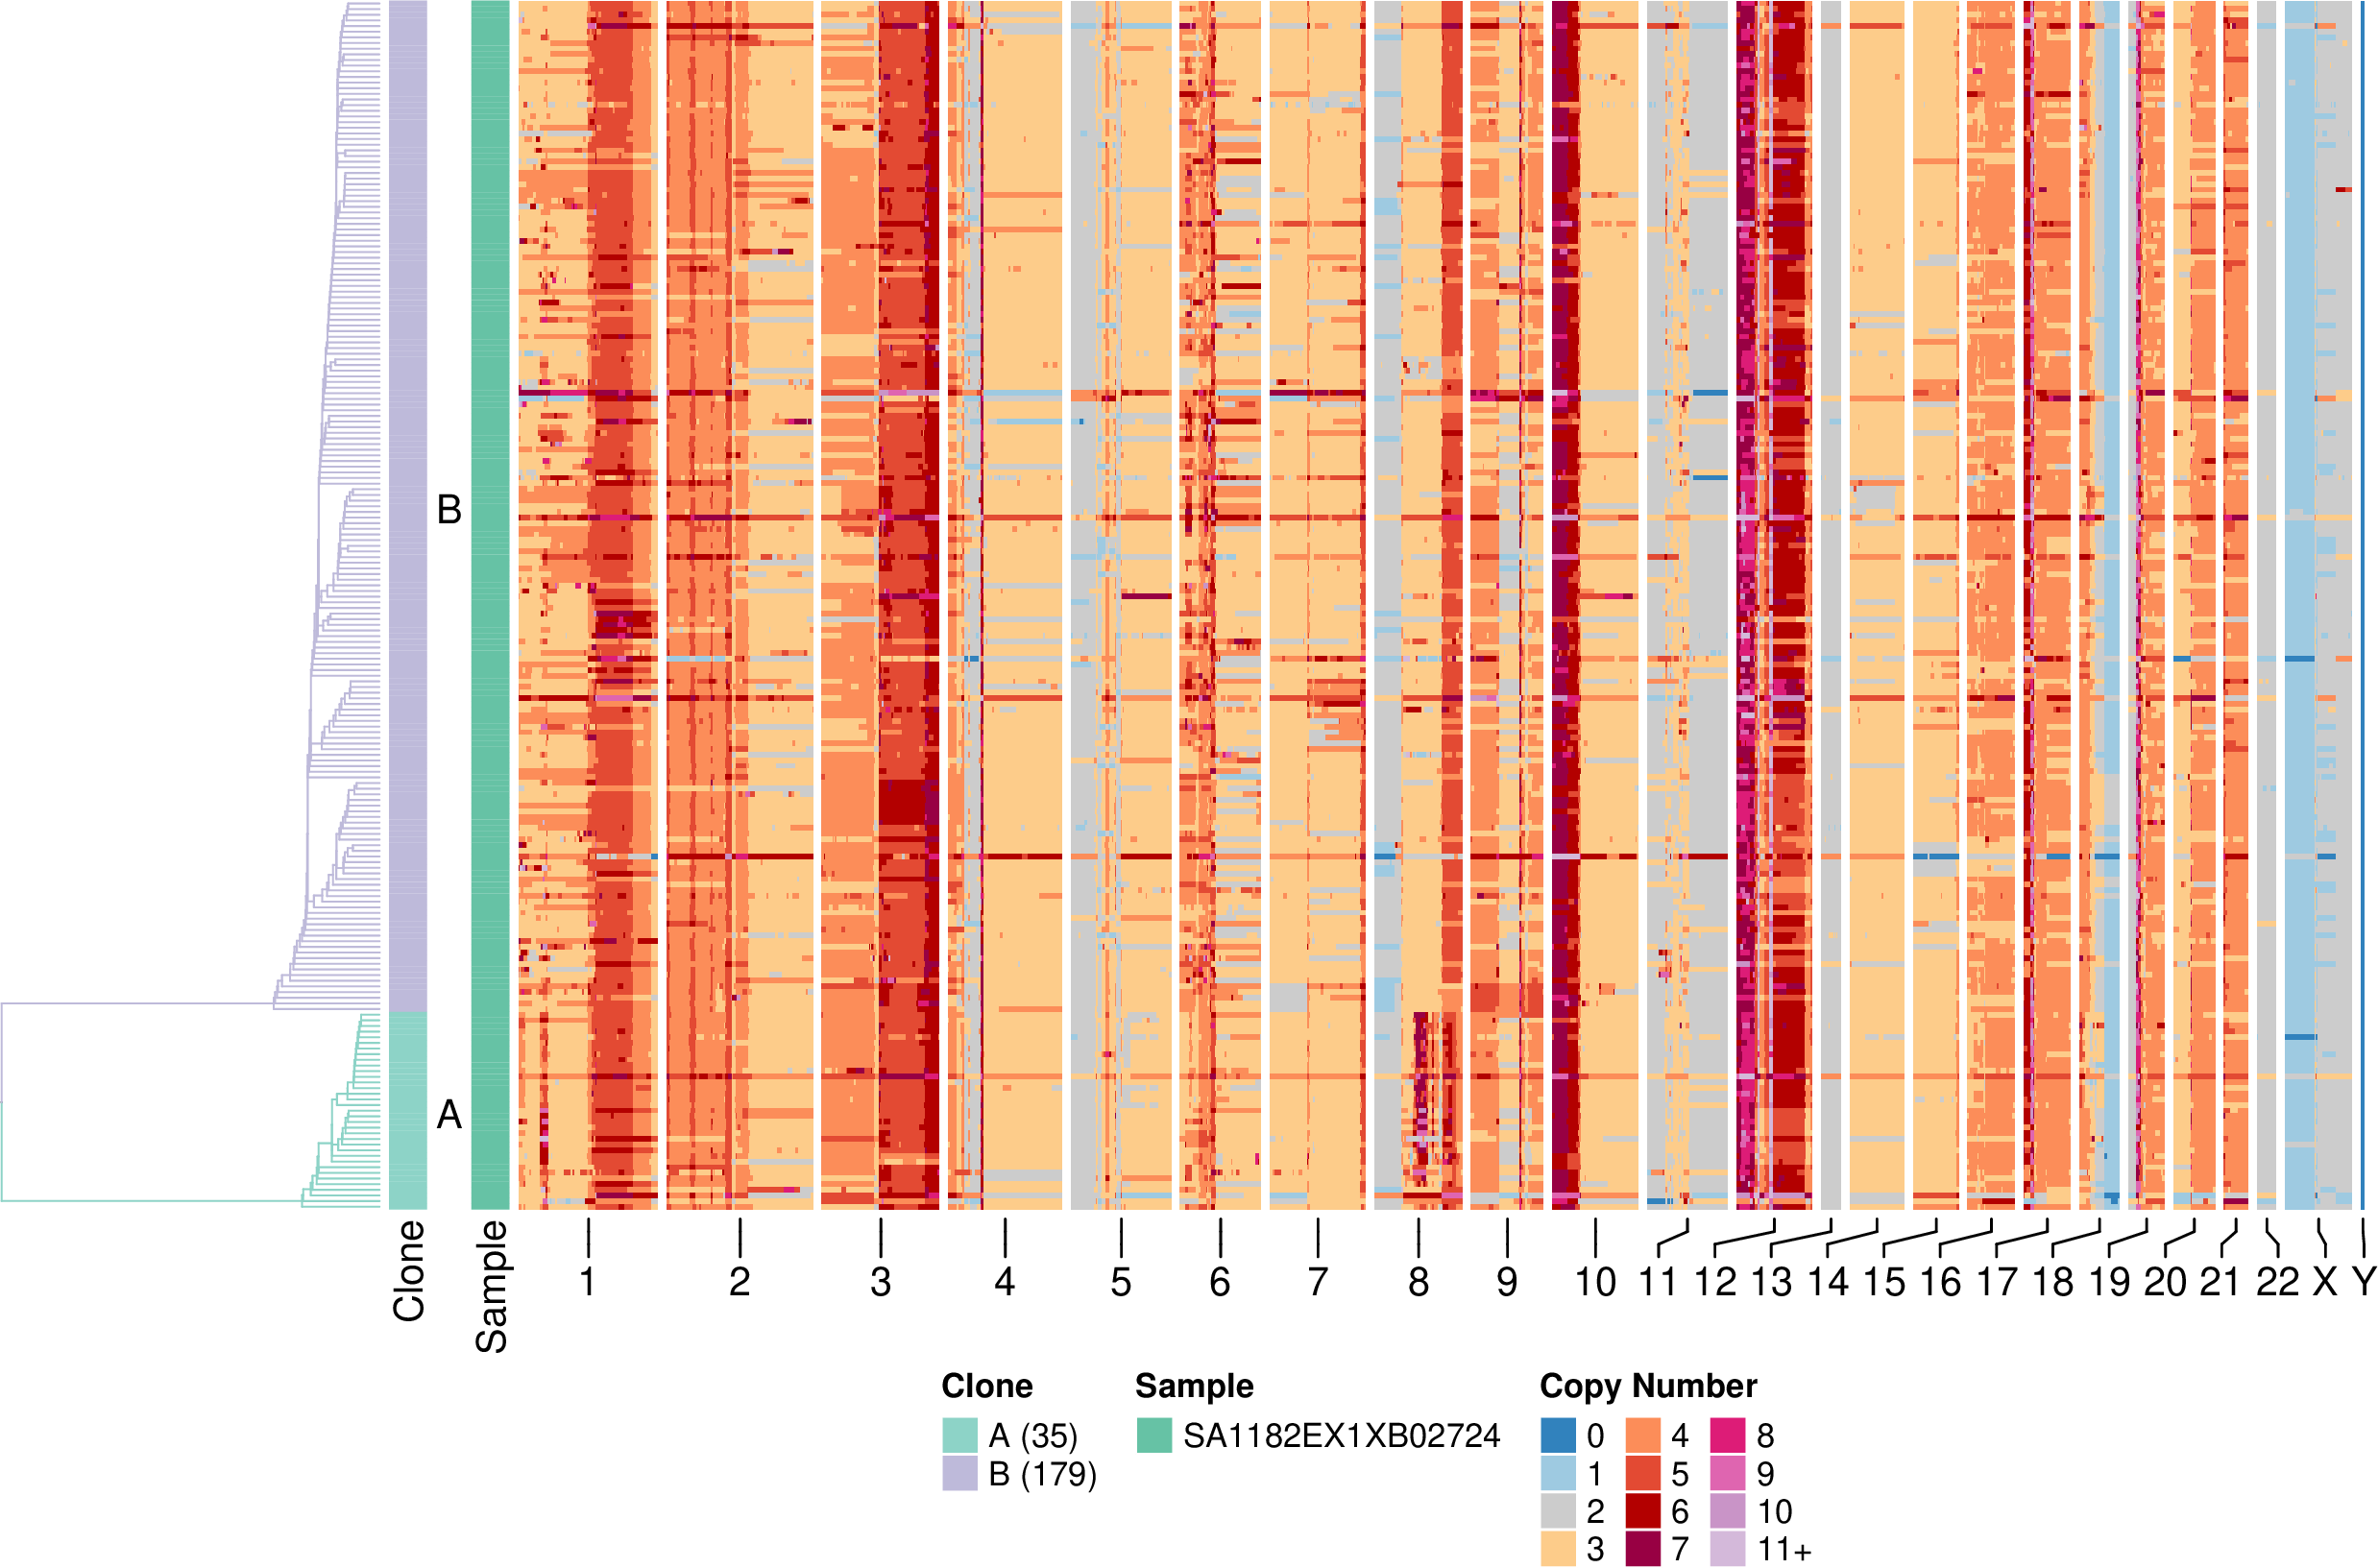 B
A
Clone
Sample
1 2 3 4 5 6 7 8 9 10 11 12 13 14 15 16 17 18 19 20 21 22 X Y
Clone Sample Copy Number
A (35) SA1182EX1XB02724 0 4 8
B (179) 1 5 9
2 6 10
3 7 11+